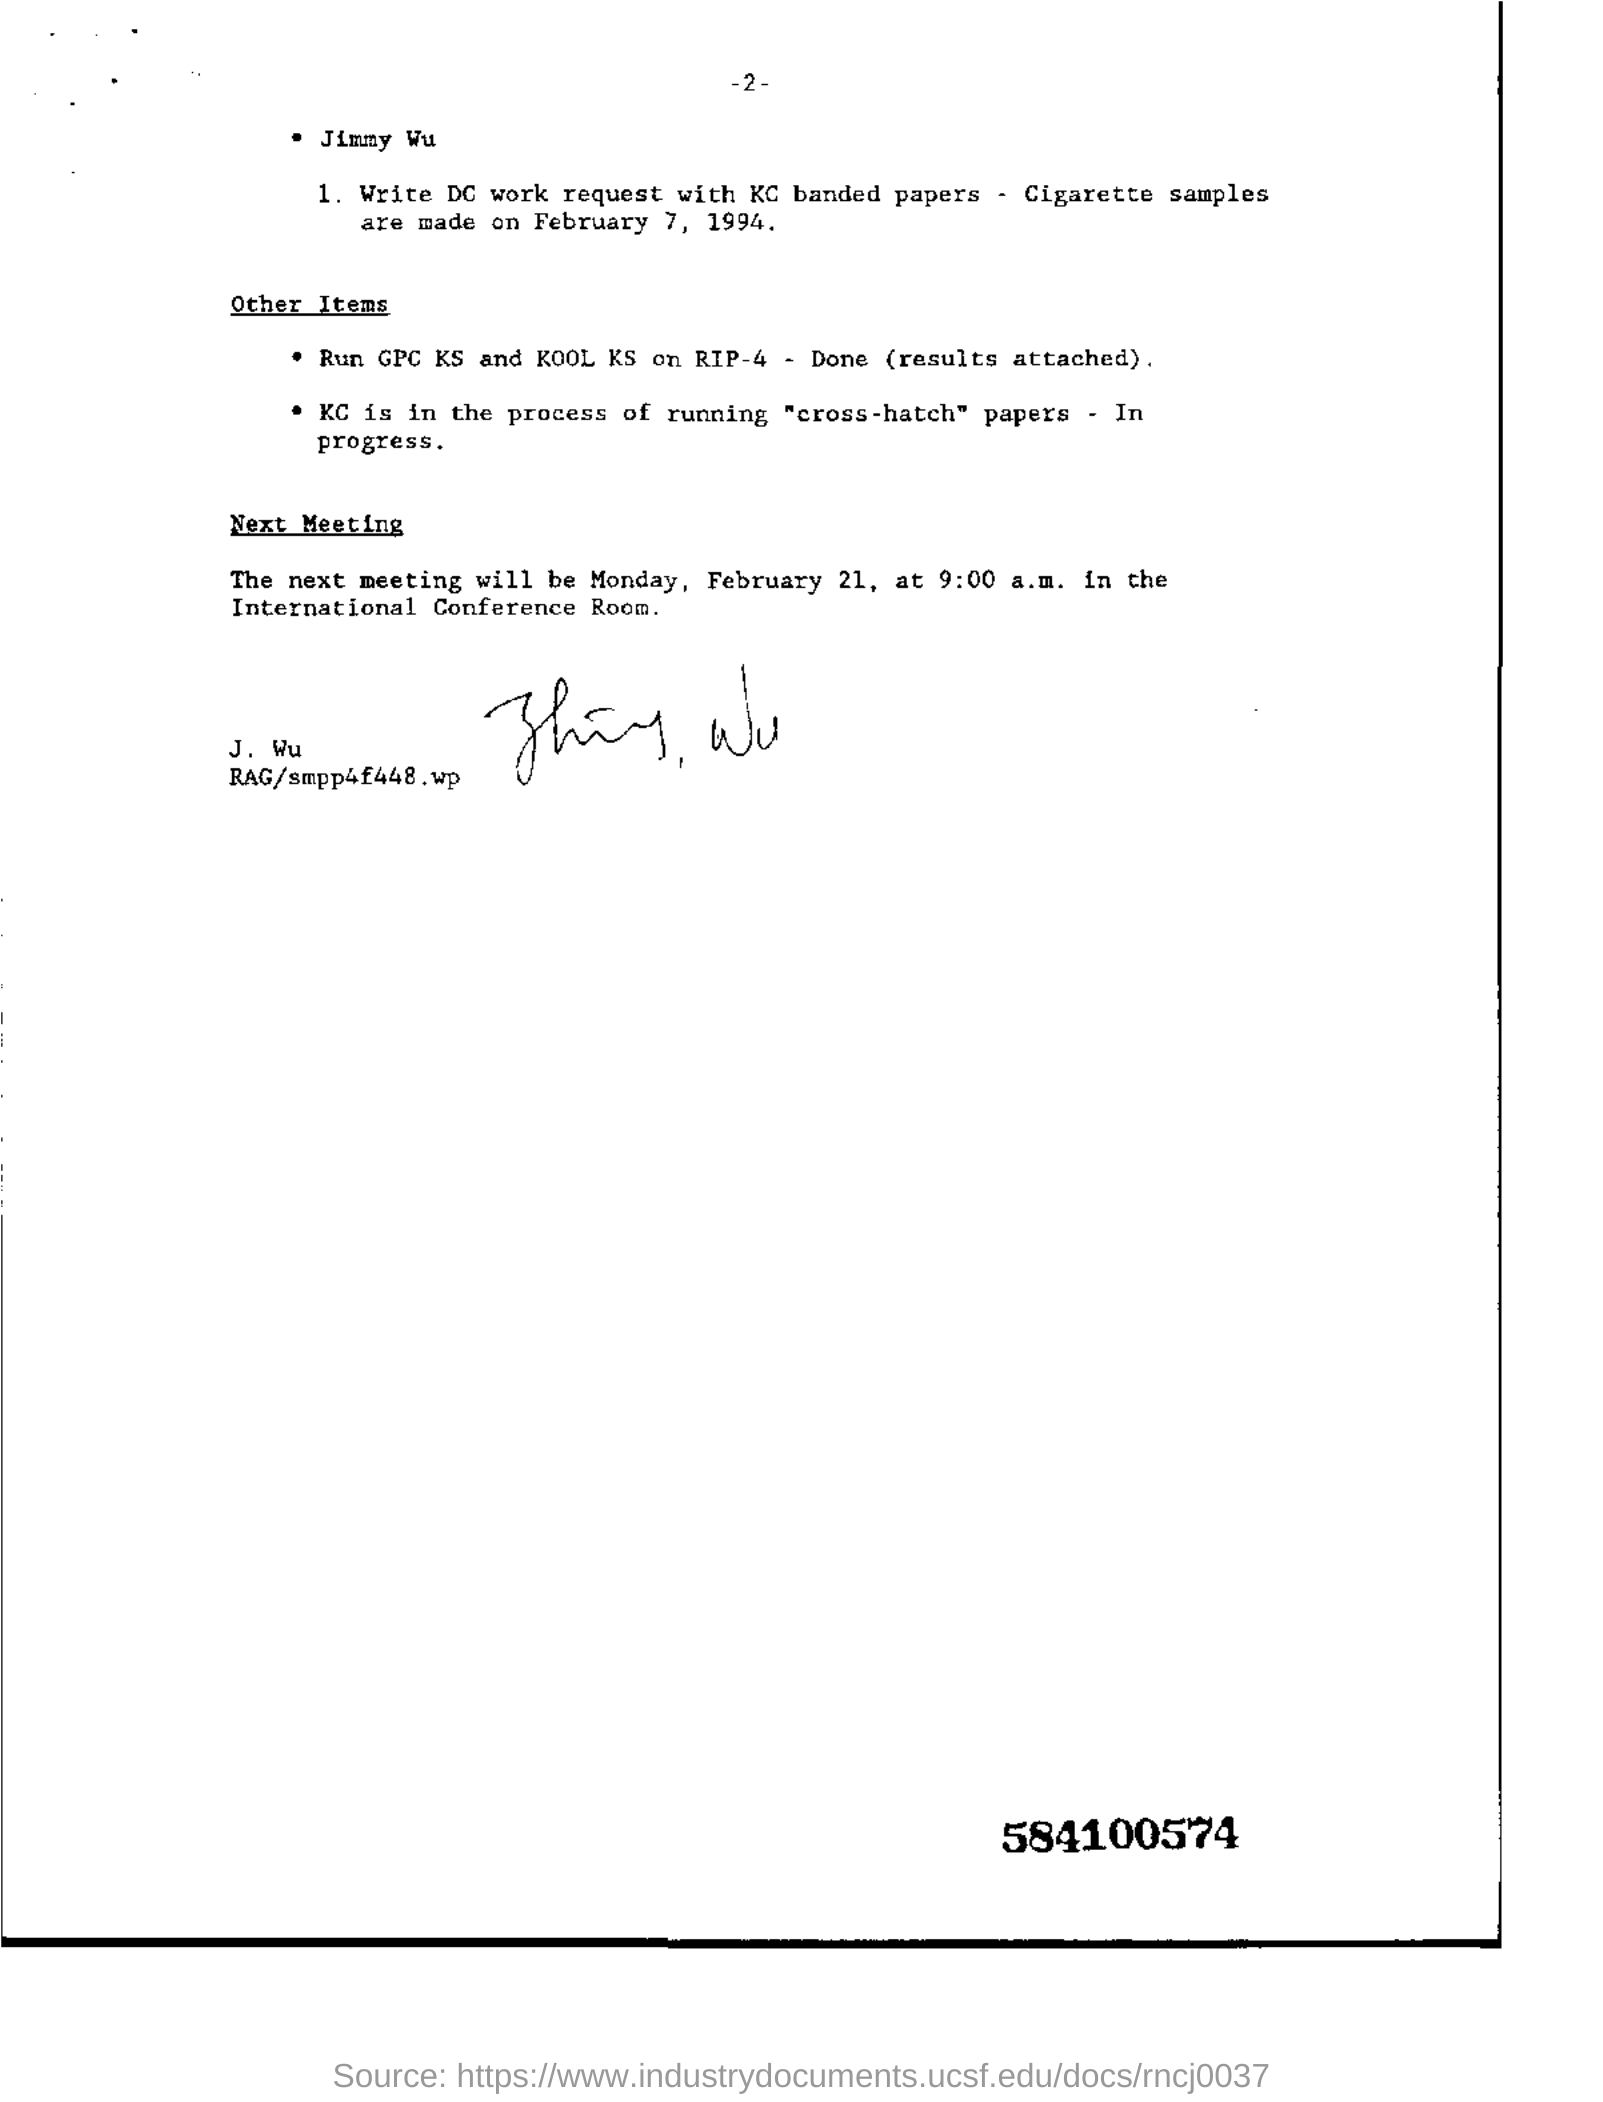 -2-
• Jimmy Wu
1. Write DC work request with KC banded papers - Cigarette samples
are made on February 7, 1994.
Other Items
• Run GPC KS and KOOL KS on RIP-4 - Done (results attached).
• KC is in the process of running "cross-hatch" papers - In
progress.
Next Meeting
The next meeting will be Monday, February 21, at 9:00 a.m. in the
International Conference Room.
J. Wu
RAG/smpp4f448.wp
Wu
584100574
Source: https://www.industrydocuments.ucsf.edu/docs/rncj0037